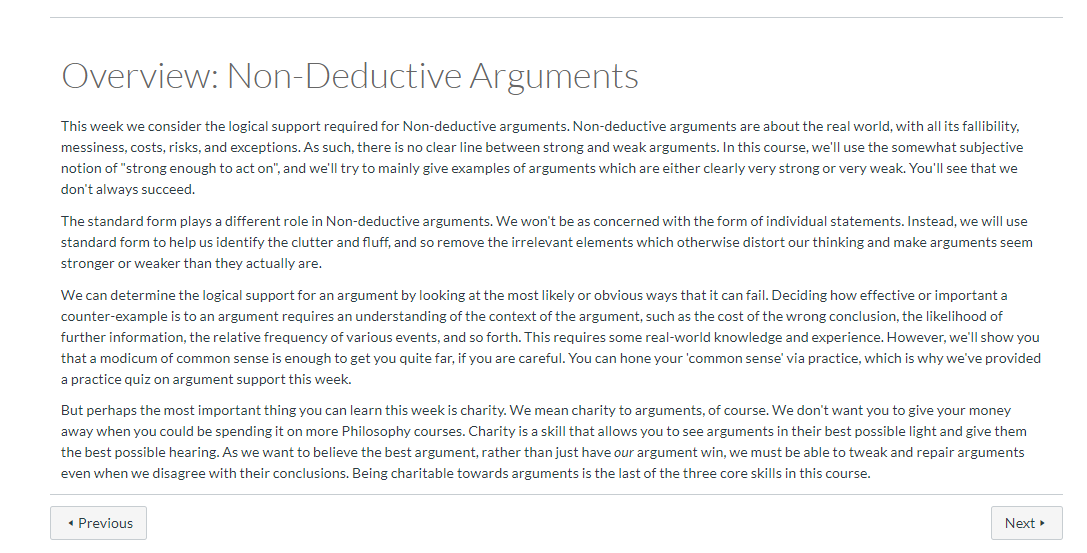 Overview: Non-Deductive Arguments
This week we consider the logical support required for Non-deductive arguments. Non-deductive arguments are about the real world, with all its fallibility,
messiness, costs, risks, and exceptions. As such, there is no clear line between strong and weak arguments. In this course, we'll use the somewhat subjective
notion of "strong enough to act on", and we'll try to mainly give examples of arguments which are either clearly very strong or very weak. You'll see that we
don't always succeed.
The standard form plays a different role in Non-deductive arguments. We won't be as concerned with the form of individual statements. Instead, we will use
standard form to help us identify the clutter and fluff, and so remove the irrelevant elements which otherwise distort our thinking and make arguments seem
stronger or weaker than they actually are.
We can determine the logical support for an argument by looking at the most likely or obvious ways that it can fail. Deciding how effective or important a
counter-example is to an argument requires an understanding of the context of the argument, such as the cost of the wrong conclusion, the likelihood of
further information, the relative frequency of various events, and so forth. This requires some real-world knowledge and experience. However, we'll show you
that a modicum of common sense is enough to get you quite far, if you are careful. You can hone your 'common sense' via practice, which is why we've provided
a practice quiz on argument support this week.
But perhaps the most important thing you can learn this week is charity. We mean charity to arguments, of course. We don't want you to give your money
away when you could be spending it on more Philosophy courses. Charity is a skill that allows you to see arguments in their best possible light and give them
the best possible hearing. As we want to believe the best argument, rather than just have our argument win, we must be able to tweak and repair arguments
even when we disagree with their conclusions. Being charitable towards arguments is the last of the three core skills in this course.
Previous
Next